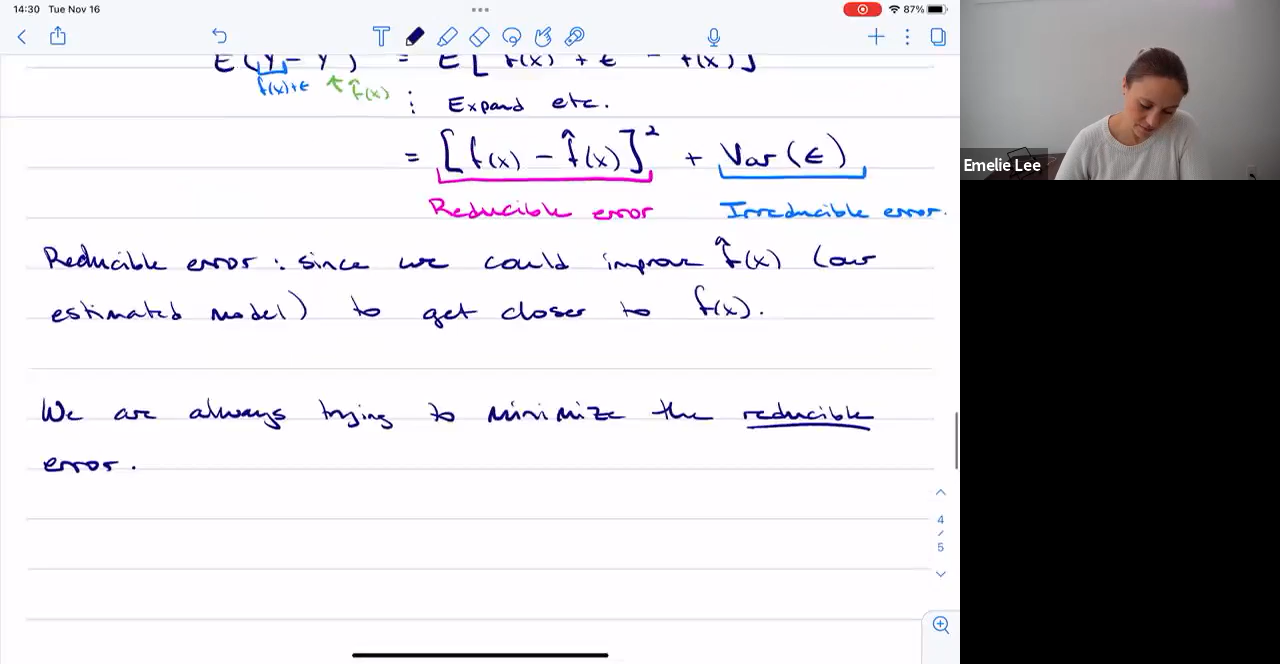 14:30 Tue Nov 16
87%
E(Y - Ŷ) = E[f(x) + ε - f(x)]
f(x)+ε f̂(x)
⋮ Expand etc.
= [f(x) - f̂(x)]² + Var(ε)
Reducible error Irreducible error.
Emelie Lee
Reducible error : since we could improve f̂(x) (our
estimated model) to get closer to f(x).
We are always trying to minimize the reducible
error.
4
/
5